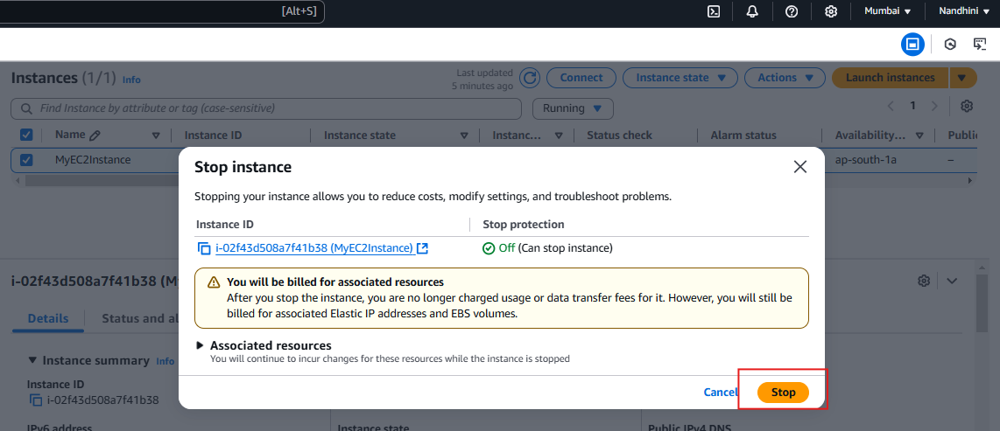 [Alt+S]
Mumbai
Nandhini
Instances (1/1) Info
Last updated
5 minutes ago
Connect
Instance state
Actions
Launch instances
Find Instance by attribute or tag (case-sensitive)
Running
1
Name
Instance ID
Instance state
Instanc...
Status check
Alarm status
Availability...
Public
MyEC2Instance
ap-south-1a
–
Stop instance
Stopping your instance allows you to reduce costs, modify settings, and troubleshoot problems.
Instance ID
Stop protection
i-02f43d508a7f41b38 (MyEC2Instance)
Off (Can stop instance)
You will be billed for associated resources
After you stop the instance, you are no longer charged usage or data transfer fees for it. However, you will still be
billed for associated Elastic IP addresses and EBS volumes.
Associated resources
You will continue to incur changes for these resources while the instance is stopped
Cancel
Stop
i-02f43d508a7f41b38 (My
Details
Status and al
Instance summary Info
Instance ID
i-02f43d508a7f41b38
IPv6 address
Instance state
Public IPv4 DNS